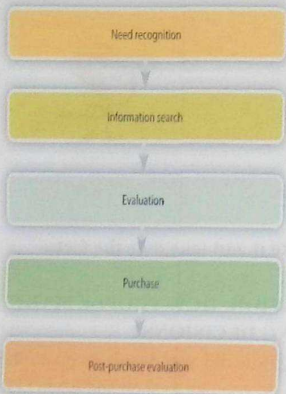 Need recognition
Information search
Evaluation
Purchase
Post-purchase evaluation